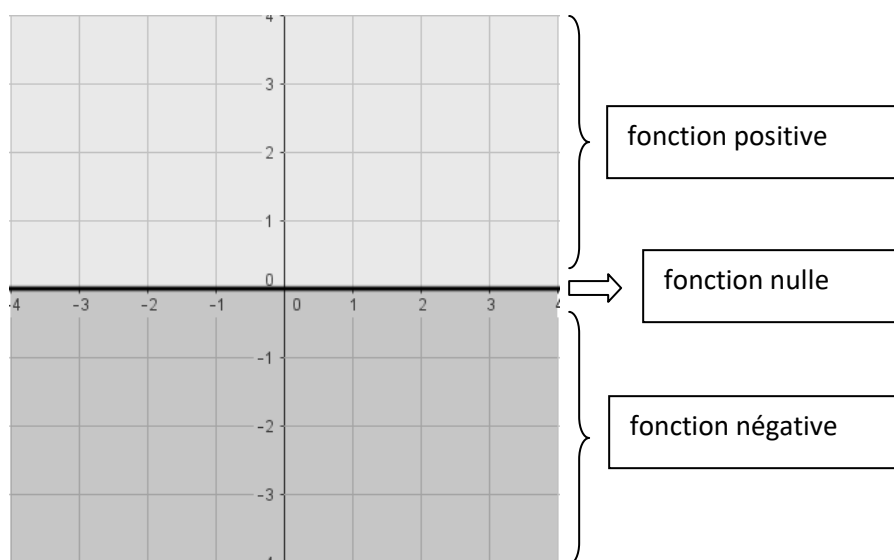 4
3
fonction positive
2
1
0
fonction nulle
-4 -3 -2 -1 0 1 2 3 4
-1
-2
fonction négative
-3
-4